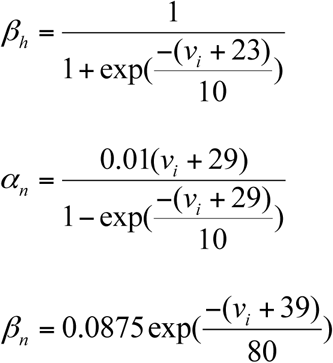 β_h = 1 / (1 + exp(-(v_i + 23) / 10))
α_n = 0.01(v_i + 29) / (1 − exp(-(v_i + 29) / 10))
β_n = 0.0875 exp(-(v_i + 39) / 80)